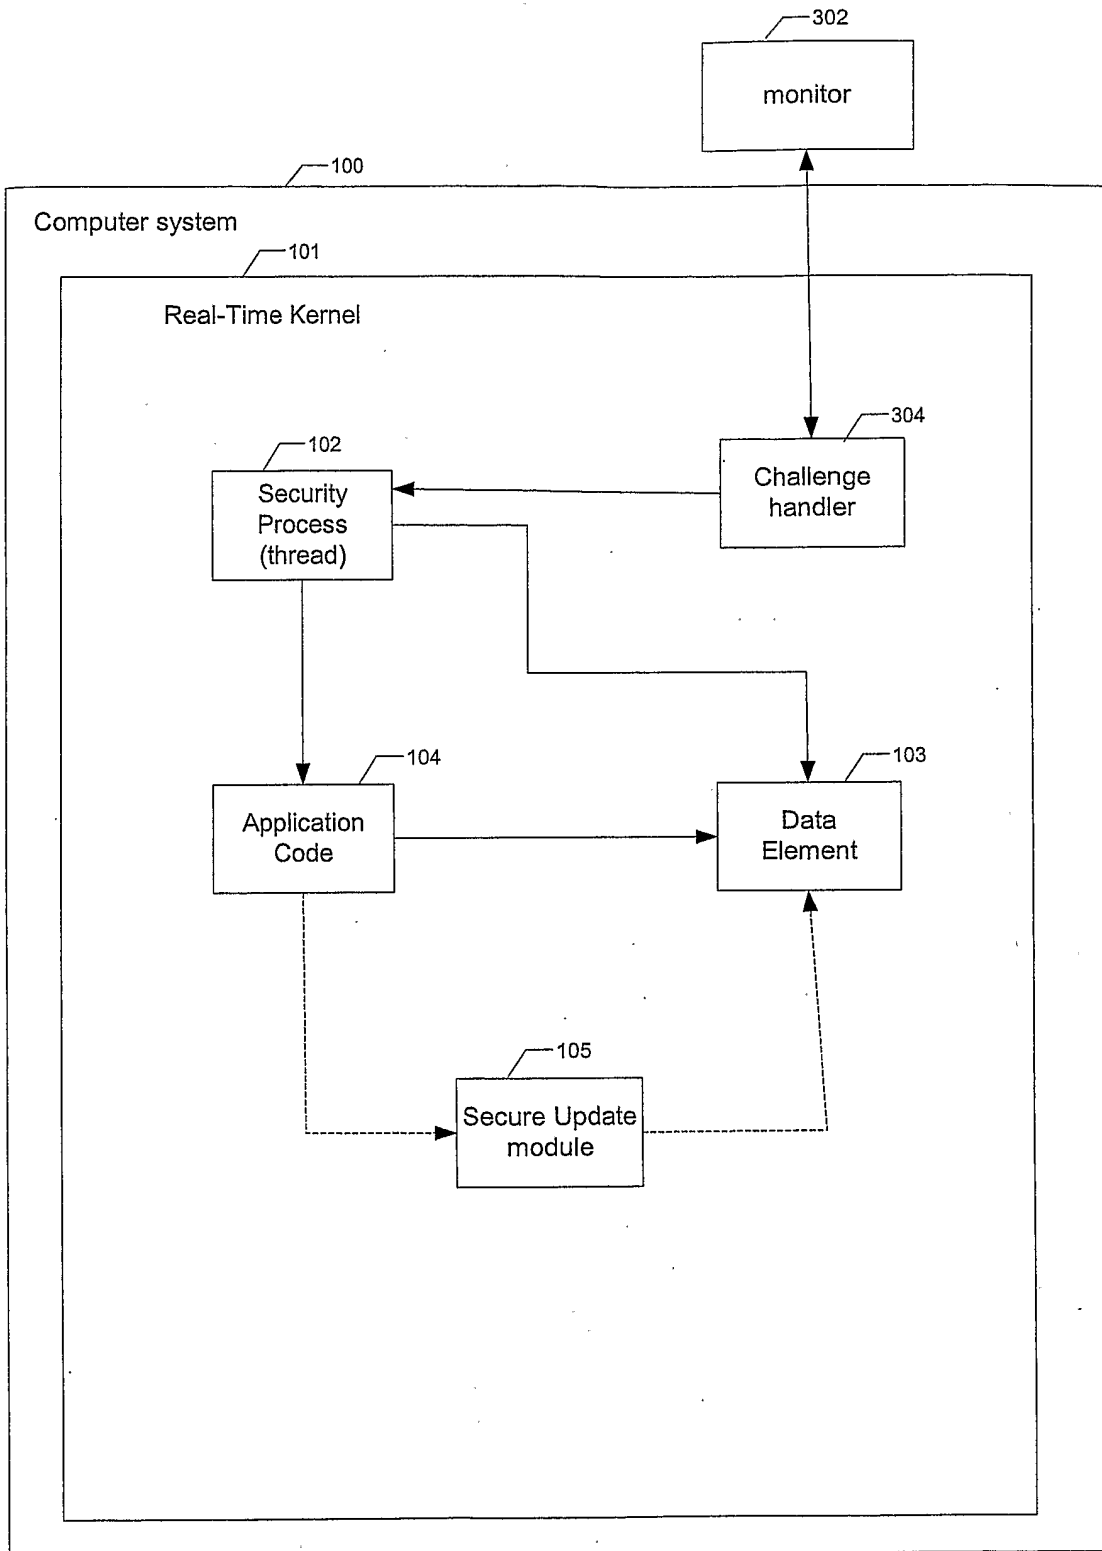 302
monitor
100
Computer system
101
Real-Time Kernel
304
Challenge
handler
102
Security
Process
(thread)
104
Application
Code
103
Data
Element
105
Secure Update
module